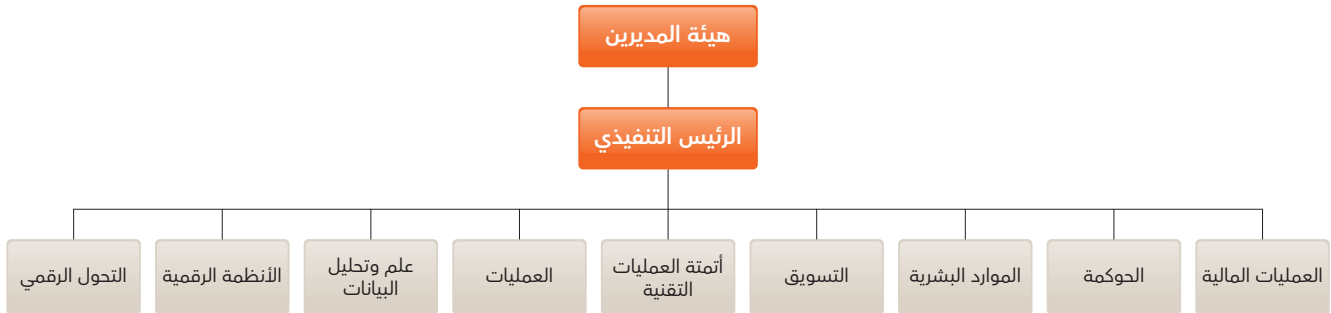 هيئة المديرين
الرئيس التنفيذي
العمليات المالية
الحوكمة
الموارد البشرية
التسويق
أتمتة العمليات
التقنية
العمليات
علم وتحليل
البيانات
الأنظمة الرقمية
التحول الرقمي